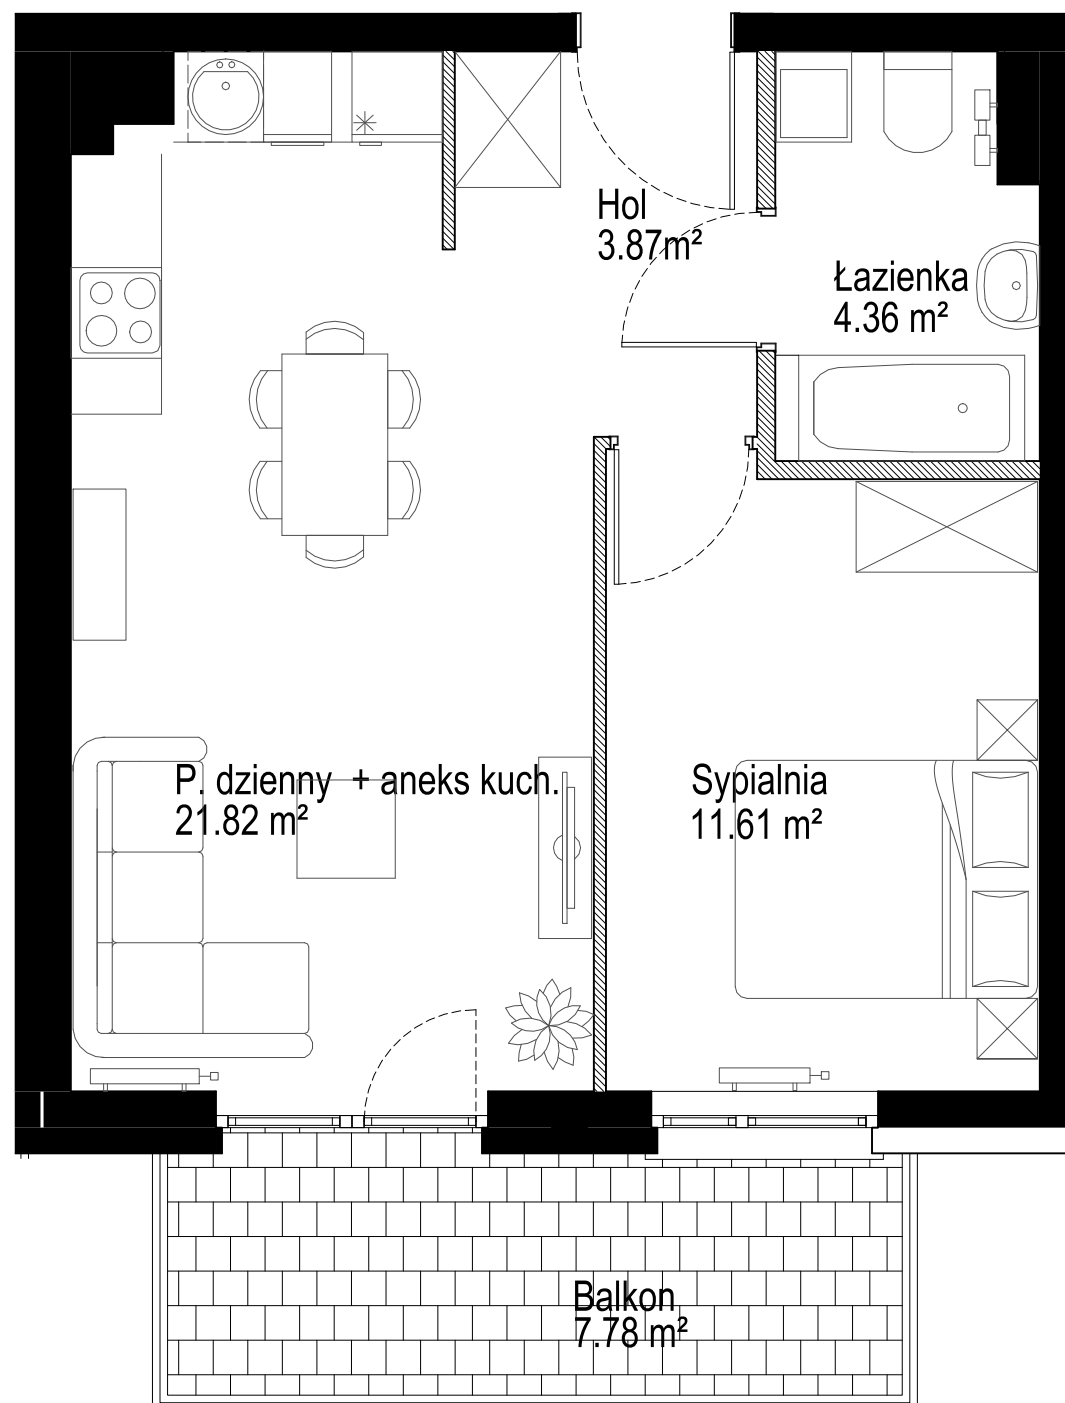 Hol
3.87m²
Łazienka
4.36 m²
P. dzienny + aneks kuch.
21.82 m²
Sypialnia
11.61 m²
Balkon
7.78 m²